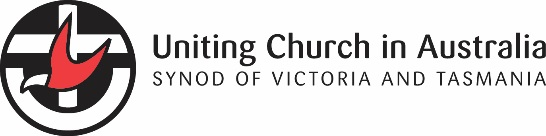 Uniting Church in Australia
SYNOD OF VICTORIA AND TASMANIA